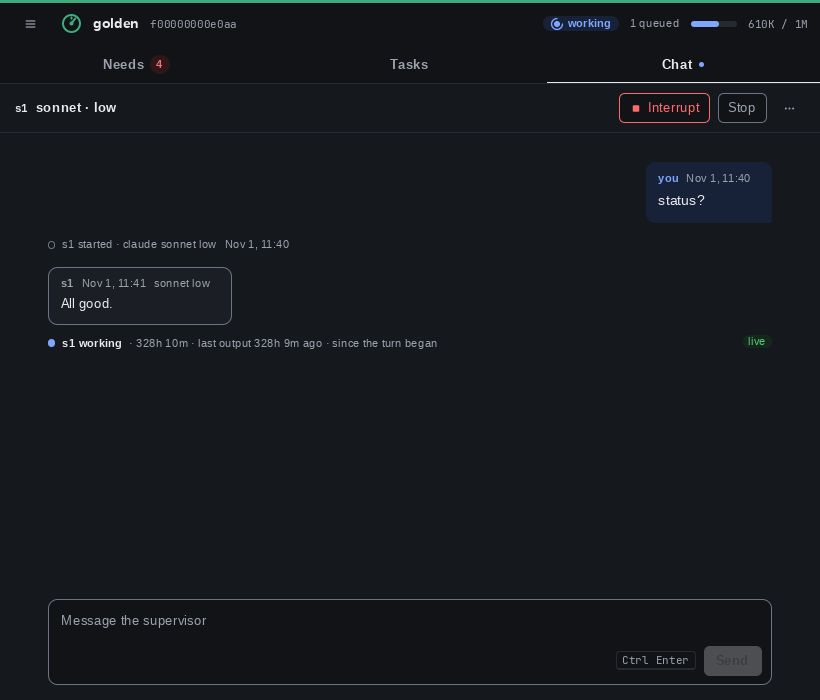 golden f00000000e0aa working 1 queued 610K / 1M
Needs 4 Tasks Chat
s1 sonnet · low Interrupt Stop ···
you Nov 1, 11:40
status?
s1 started · claude sonnet low Nov 1, 11:40
s1 Nov 1, 11:41 sonnet low
All good.
s1 working · 328h 10m · last output 328h 9m ago · since the turn began live
Message the supervisor
Ctrl Enter Send